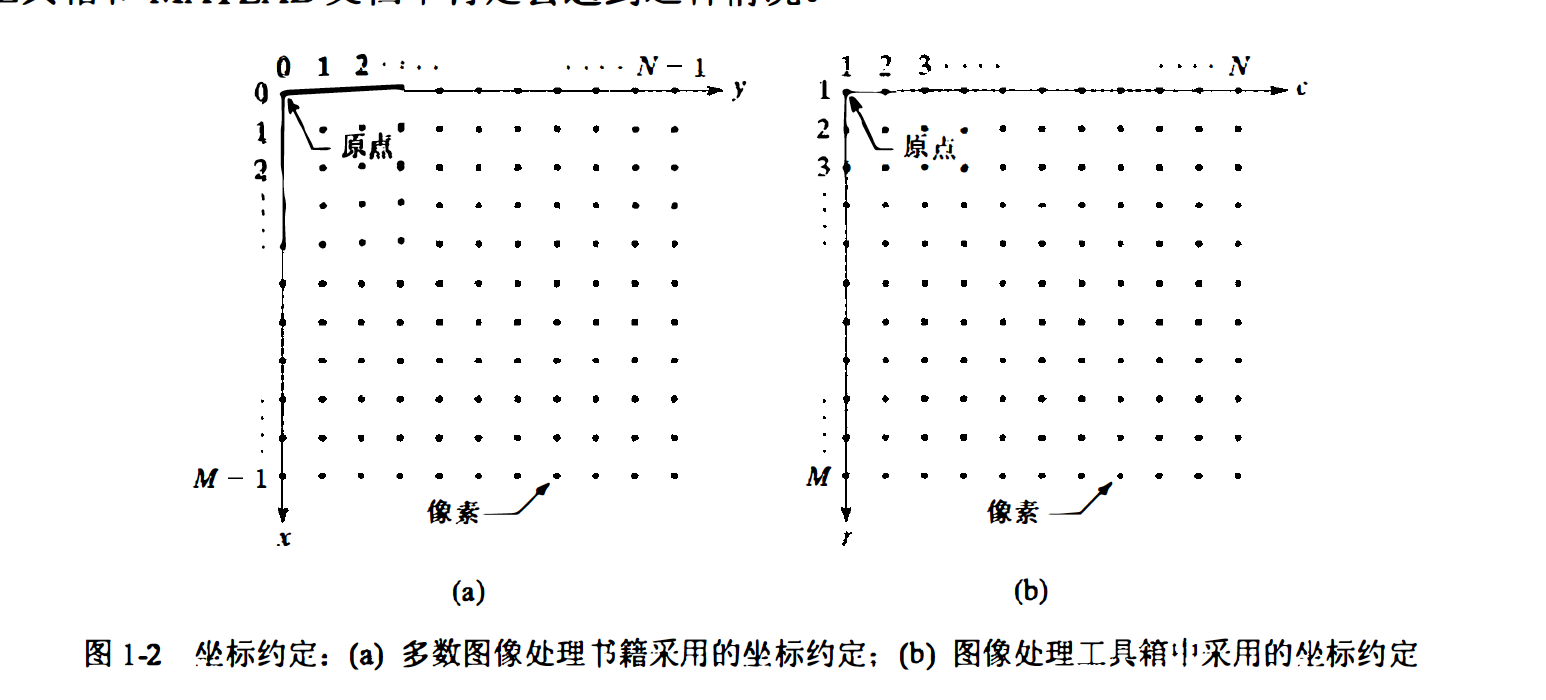 0 1 2 · · · · · · · · N − 1
0 y
1 原点
2
M − 1
像素
x
(a)
1 2 3 · · · · · · · · N
1 c
2 原点
3
M
像素
r
(b)
图 1-2 坐标约定：(a) 多数图像处理书籍采用的坐标约定；(b) 图像处理工具箱中采用的坐标约定